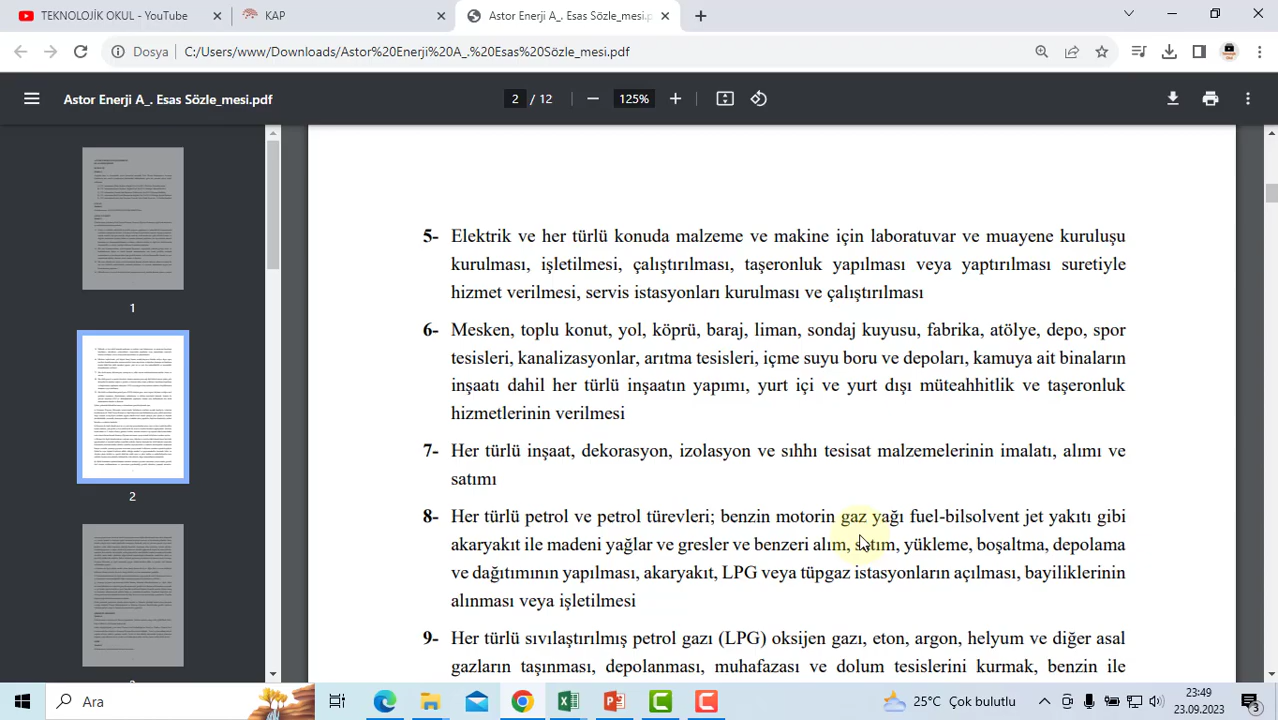 TEKNOLOJİK OKUL - YouTube
KAP
Astor Enerji A_. Esas Sözle_mesi.p
Dosya
C:/Users/www/Downloads/Astor%20Enerji%20A_.%20Esas%20Sözle_mesi.pdf
Astor Enerji A_. Esas Sözle_mesi.pdf
2 / 12
125%
5- Elektrik ve her türlü konuda malzeme ve makine için laboratuvar ve muayene kuruluşu
kurulması, işletilmesi, çalıştırılması, taşeronluk yapılması veya yaptırılması suretiyle
hizmet verilmesi, servis istasyonları kurulması ve çalıştırılması
6- Mesken, toplu konut, yol, köprü, baraj, liman, sondaj kuyusu, fabrika, atölye, depo, spor
tesisleri, kanalizasyonlar, arıtma tesisleri, içme suyu boru ve depoları, kamuya ait binaların
inşaatı dahil her türlü inşaatın yapımı, yurt içi ve yurt dışı müteahhitlik ve taşeronluk
hizmetlerinin verilmesi
7- Her türlü inşaat, dekorasyon, izolasyon ve sıhhi tesisat malzemelerinin imalatı, alımı ve
satımı
8- Her türlü petrol ve petrol türevleri; benzin motorin gaz yağı fuel-bilsolvent jet yakıtı gibi
akaryakıt ile madeni yağlar ve gresler ve benzeri alım, satım, yükleme, boşaltma, depolama
ve dağıtımının yapılması, akaryakıt, LPG veya tüpgaz istasyonların açılması, bayiliklerinin
alınması veya işletilmesi
9- Her türlü sıvılaştırılmış petrol gazı (LPG) oksijen gazı, eton, argon, helyum ve diğer asal
gazların taşınması, depolanması, muhafazası ve dolum tesislerini kurmak, benzin ile
1
2
Ara
25°C Çok bulutlu
23:49
23.09.2023
3